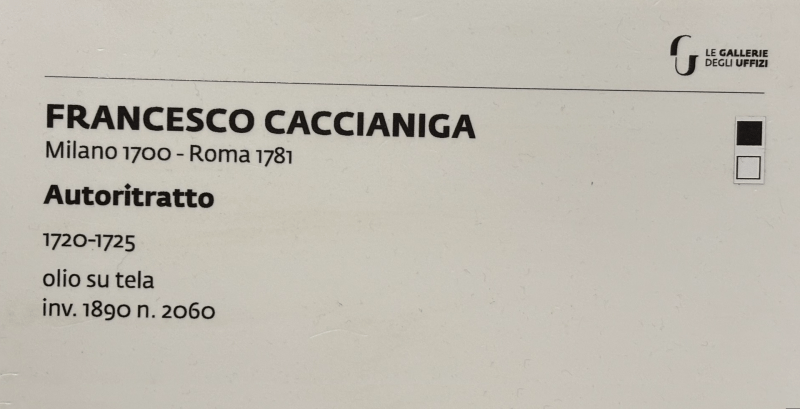 LE GALLERIE
DEGLI UFFIZI
FRANCESCO CACCIANIGA
Milano 1700 - Roma 1781
Autoritratto
1720-1725
olio su tela
inv. 1890 n. 2060